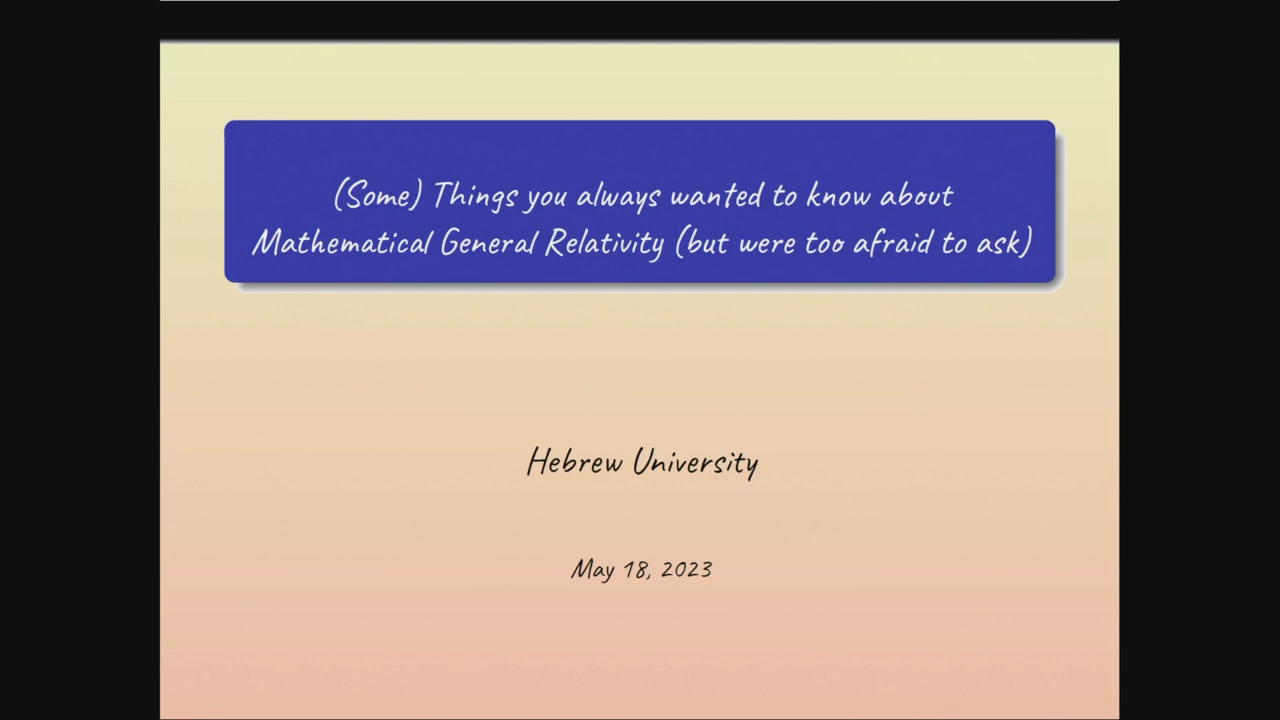 (Some) Things you always wanted to know about
Mathematical General Relativity (but were too afraid to ask)
Hebrew University
May 18, 2023